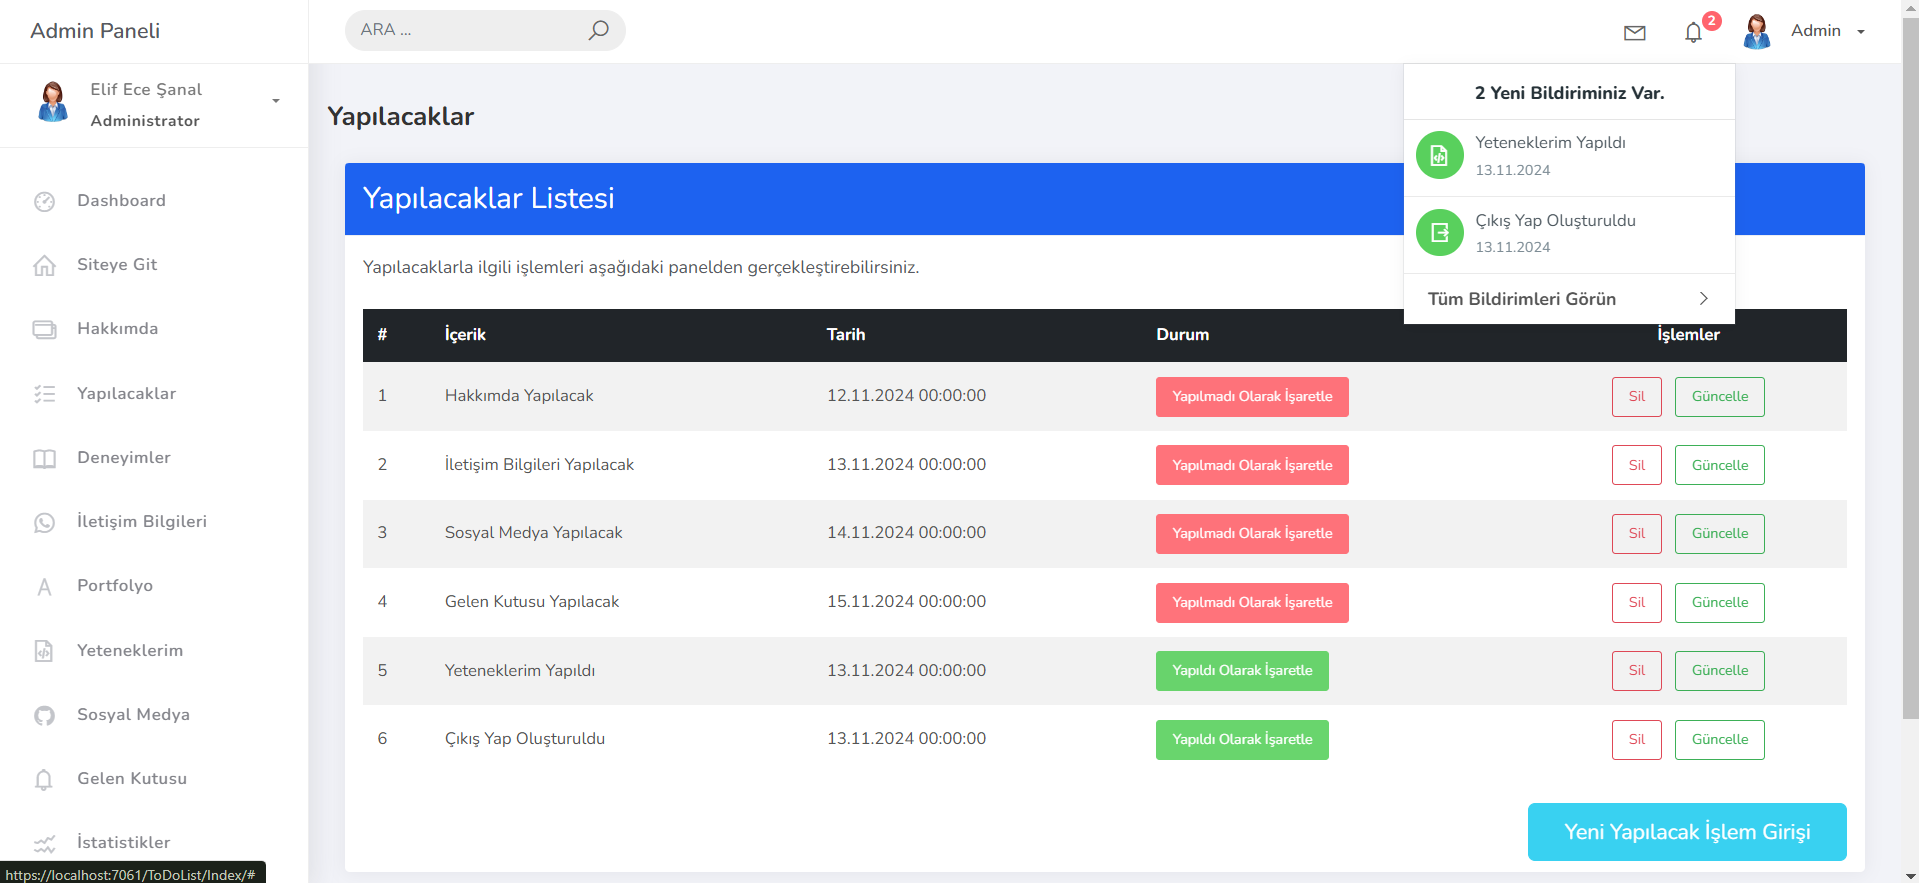 Admin Paneli
ARA ...
2
Admin
Elif Ece Şanal
Administrator
Dashboard
Siteye Git
Hakkımda
Yapılacaklar
Deneyimler
İletişim Bilgileri
Portfolyo
Yeteneklerim
Sosyal Medya
Gelen Kutusu
İstatistikler
https://localhost:7061/ToDoList/Index/#
2 Yeni Bildiriminiz Var.
Yeteneklerim Yapıldı
13.11.2024
Çıkış Yap Oluşturuldu
13.11.2024
Tüm Bildirimleri Görün
Yapılacaklar
Yapılacaklar Listesi
Yapılacaklarla ilgili işlemleri aşağıdaki panelden gerçekleştirebilirsiniz.
# İçerik Tarih Durum İşlemler
1 Hakkımda Yapılacak 12.11.2024 00:00:00 Yapılmadı Olarak İşaretle Sil Güncelle
2 İletişim Bilgileri Yapılacak 13.11.2024 00:00:00 Yapılmadı Olarak İşaretle Sil Güncelle
3 Sosyal Medya Yapılacak 14.11.2024 00:00:00 Yapılmadı Olarak İşaretle Sil Güncelle
4 Gelen Kutusu Yapılacak 15.11.2024 00:00:00 Yapılmadı Olarak İşaretle Sil Güncelle
5 Yeteneklerim Yapıldı 13.11.2024 00:00:00 Yapıldı Olarak İşaretle Sil Güncelle
6 Çıkış Yap Oluşturuldu 13.11.2024 00:00:00 Yapıldı Olarak İşaretle Sil Güncelle
Yeni Yapılacak İşlem Girişi